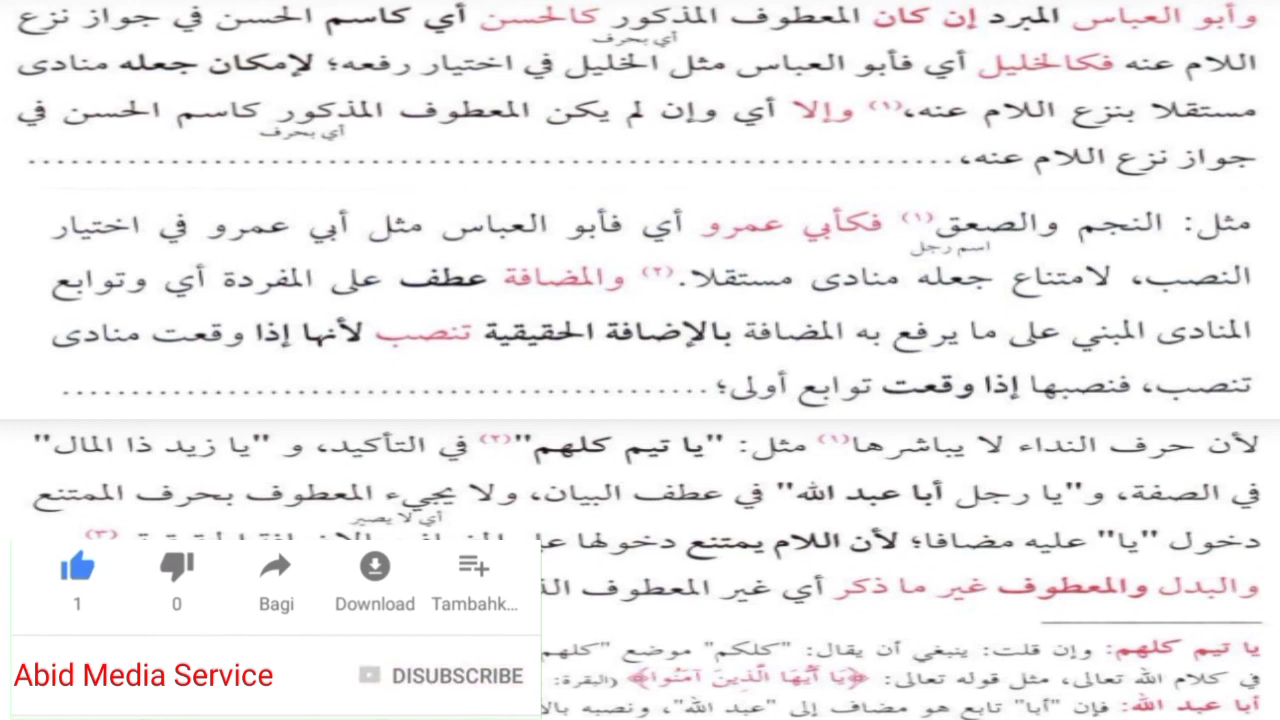 وأبو العباس المبرد إن كان المعطوف المذكور كالحسن أي كاسم الحسن في جواز نزع
أي بحرف
اللام عنه فكالخليل أي فأبو العباس مثل الخليل في اختيار رفعه؛ لإمكان جعله منادى
مستقلا بنزع اللام عنه،(١) وإلا أي وإن لم يكن المعطوف المذكور كاسم الحسن في
أي بحرف
جواز نزع اللام عنه،................................
مثل: النجم والصعق(١) فكأبي عمرو أي فأبو العباس مثل أبي عمرو في اختيار
اسم رجل
النصب، لامتناع جعله منادى مستقلا.(٢) والمضافة عطف على المفردة أي وتوابع
المنادى المبني على ما يرفع به المضافة بالإضافة الحقيقية تنصب لأنها إذا وقعت منادى
تنصب، فنصبها إذا وقعت توابع أولى؛................................
لأن حرف النداء لا يباشرها(١) مثل: "يا تيم كلهم"(٢) في التأكيد، و "يا زيد ذا المال"
في الصفة، و"يا رجل أبا عبد الله" في عطف البيان، ولا يجيء المعطوف بحرف الممتنع
أي لا يصير
دخول "يا" عليه مضافا؛ لأن اللام يمتنع دخولها
(٣)
والبدل والمعطوف غير ما ذكر أي غير المعطوف
يا تيم كلهم: وإن قلت: ينبغي أن يقال: "كلكم" موضع "كلهم
في كلام الله تعالى، مثل قوله تعالى: ﴿يا أَيُّهَا الَّذِينَ آمَنُوا﴾ (البقرة:
أبا عبد الله: فإن "أبا" تابع هو مضاف إلى "عبد الله"، ونصبه
1
0
Bagi
Download
Tambahk...
Abid Media Service
DISUBSCRIBE